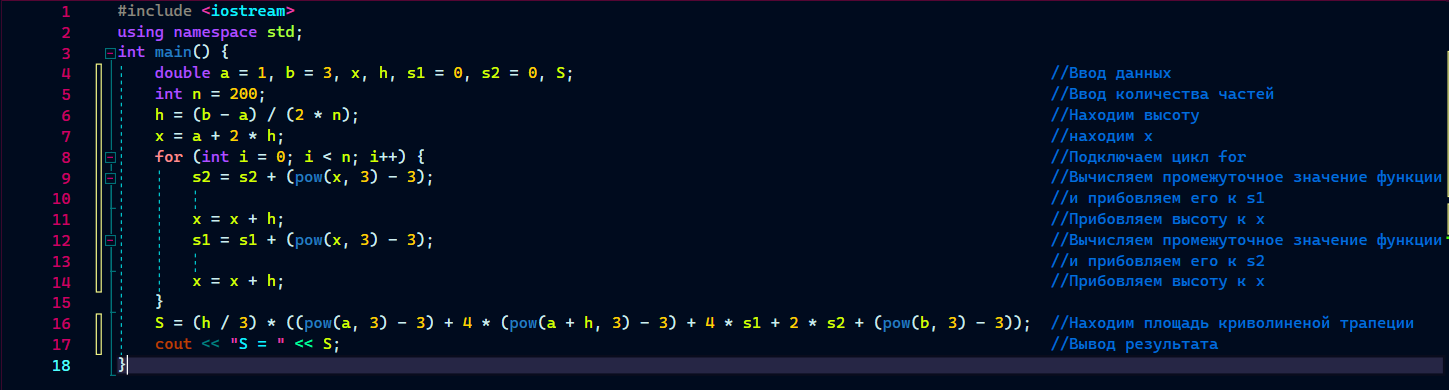 1 #include <iostream>
2 using namespace std;
3 int main() {
4 double a = 1, b = 3, x, h, s1 = 0, s2 = 0, S; //Ввод данных
5 int n = 200; //Ввод количества частей
6 h = (b - a) / (2 * n); //Находим высоту
7 x = a + 2 * h; //находим x
8 for (int i = 0; i < n; i++) { //Подключаем цикл for
9 s2 = s2 + (pow(x, 3) - 3); //Вычисляем промежуточное значение функции
10 //и прибовляем его к s1
11 x = x + h; //Прибовляем высоту к x
12 s1 = s1 + (pow(x, 3) - 3); //Вычисляем промежуточное значение функции
13 //и прибовляем его к s2
14 x = x + h; //Прибовляем высоту к x
15 }
16 S = (h / 3) * ((pow(a, 3) - 3) + 4 * (pow(a + h, 3) - 3) + 4 * s1 + 2 * s2 + (pow(b, 3) - 3)); //Находим площадь криволиненой трапеции
17 cout << "S = " << S; //Вывод результата
18 }